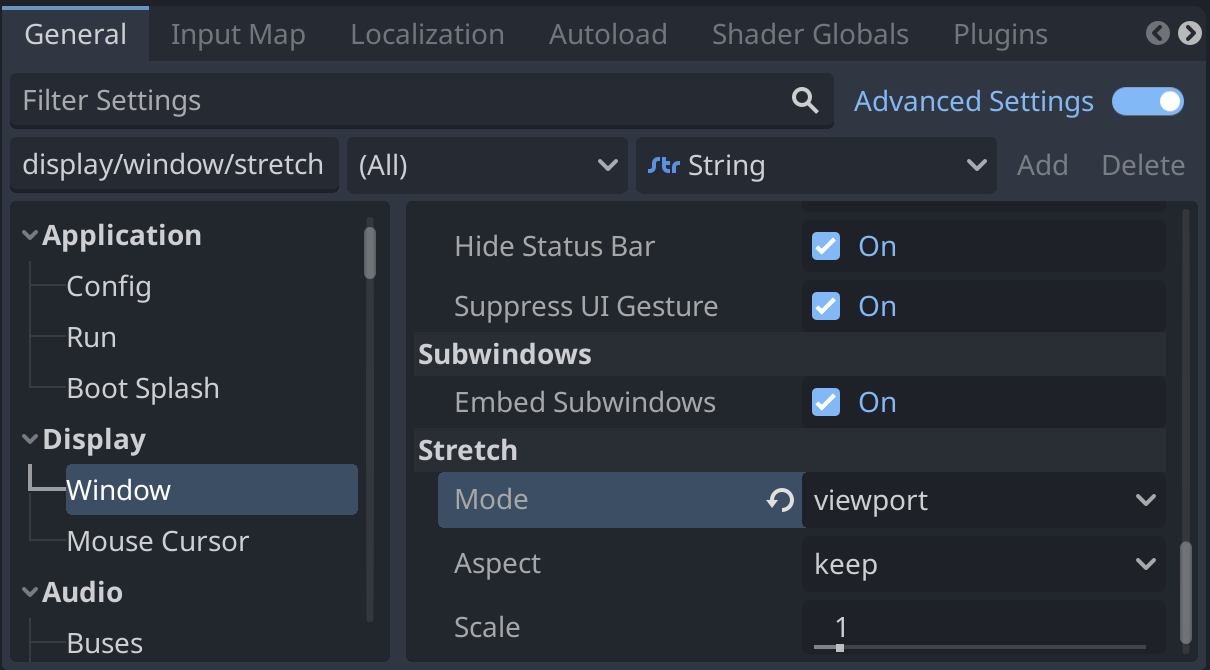 General Input Map Localization Autoload Shader Globals Plugins
Filter Settings Advanced Settings
display/window/stretch (All) Str String Add Delete
Application
Config
Run
Boot Splash
Display
Window
Mouse Cursor
Audio
Buses
Hide Status Bar On
Suppress UI Gesture On
Subwindows
Embed Subwindows On
Stretch
Mode viewport
Aspect keep
Scale 1